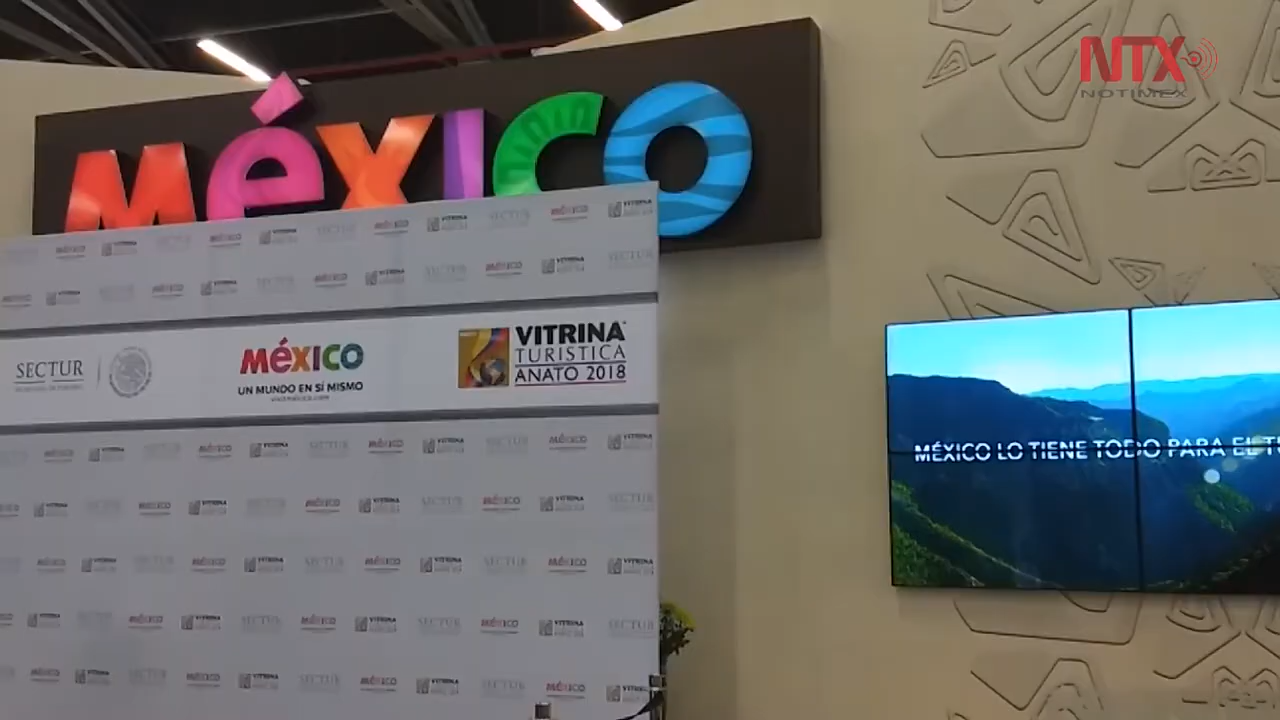 NTX
NOTIMEX
MéXICO
SECTUR
MéXICO
UN MUNDO EN SÍ MISMO
VITRINA
TURISTICA
ANATO 2018
MÉXICO LO TIENE TODO PARA EL